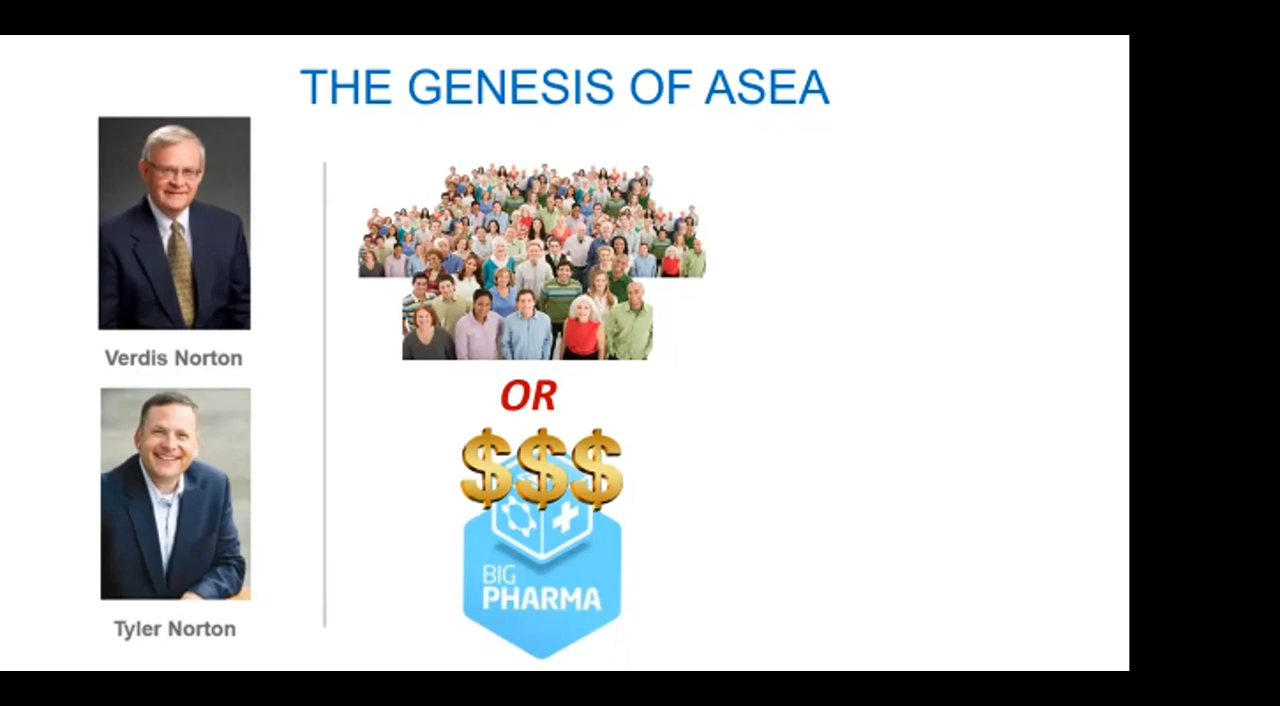 THE GENESIS OF ASEA
Verdis Norton
Tyler Norton
OR
$$$
BIG
PHARMA